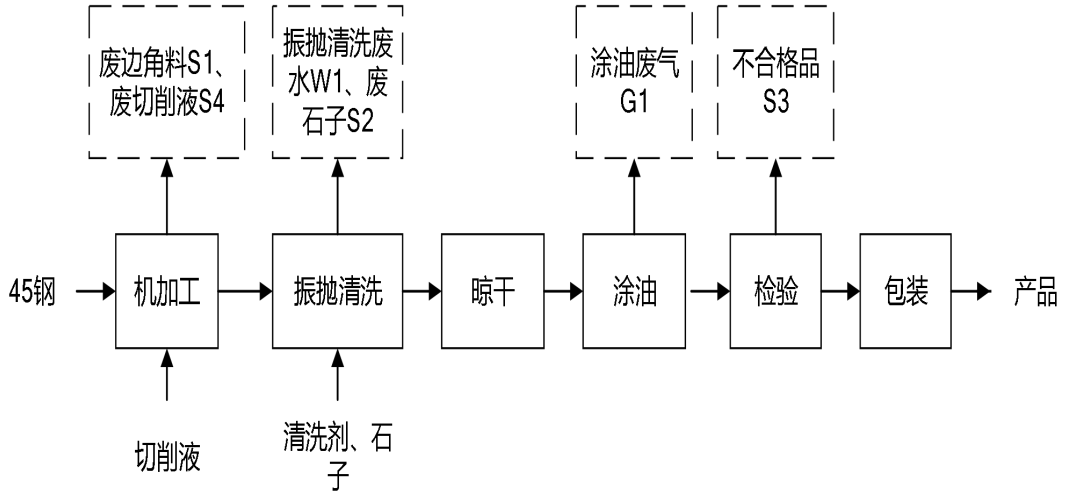 废边角料S1、
废切削液S4
振抛清洗废
水W1、废
石子S2
涂油废气
G1
不合格品
S3
45钢
机加工
振抛清洗
晾干
涂油
检验
包装
产品
切削液
清洗剂、石
子